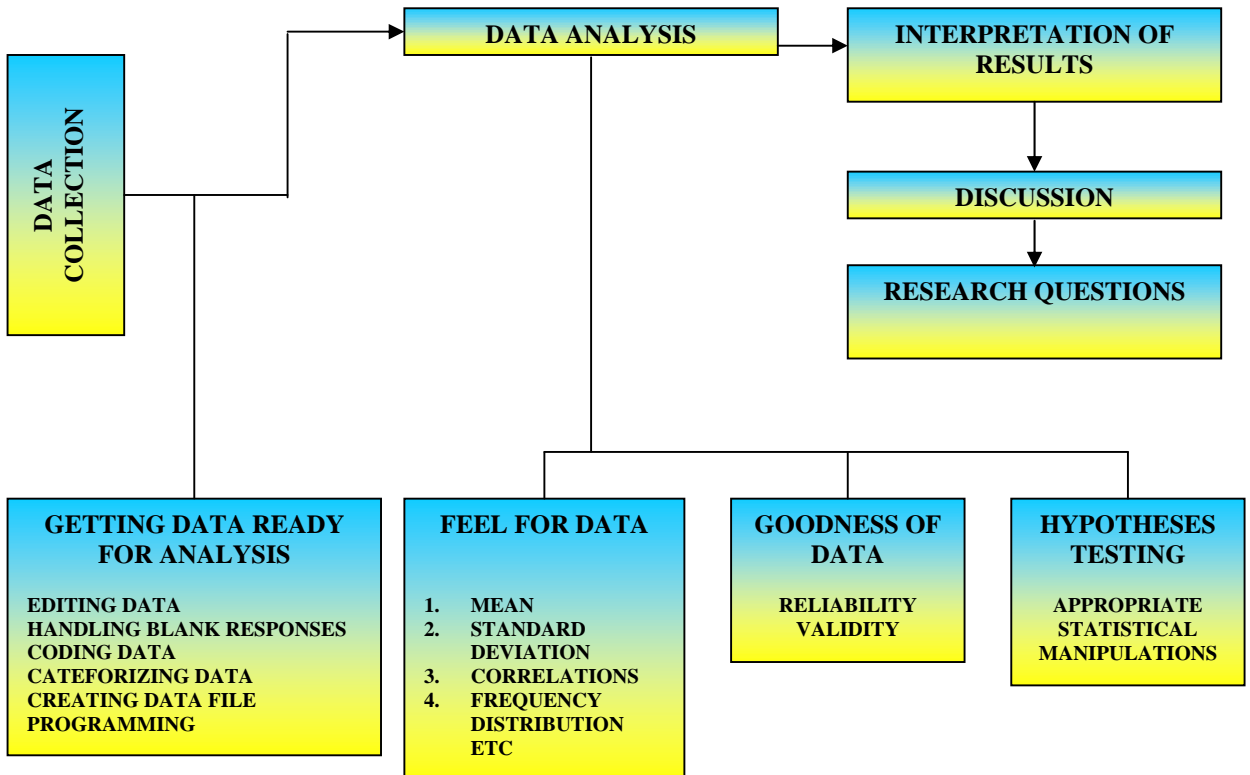 DATA
COLLECTION
DATA ANALYSIS
INTERPRETATION OF
RESULTS
DISCUSSION
RESEARCH QUESTIONS
GETTING DATA READY
FOR ANALYSIS
EDITING DATA
HANDLING BLANK RESPONSES
CODING DATA
CATEFORIZING DATA
CREATING DATA FILE
PROGRAMMING
FEEL FOR DATA
1. MEAN
2. STANDARD
DEVIATION
3. CORRELATIONS
4. FREQUENCY
DISTRIBUTION
ETC
GOODNESS OF
DATA
RELIABILITY
VALIDITY
HYPOTHESES
TESTING
APPROPRIATE
STATISTICAL
MANIPULATIONS